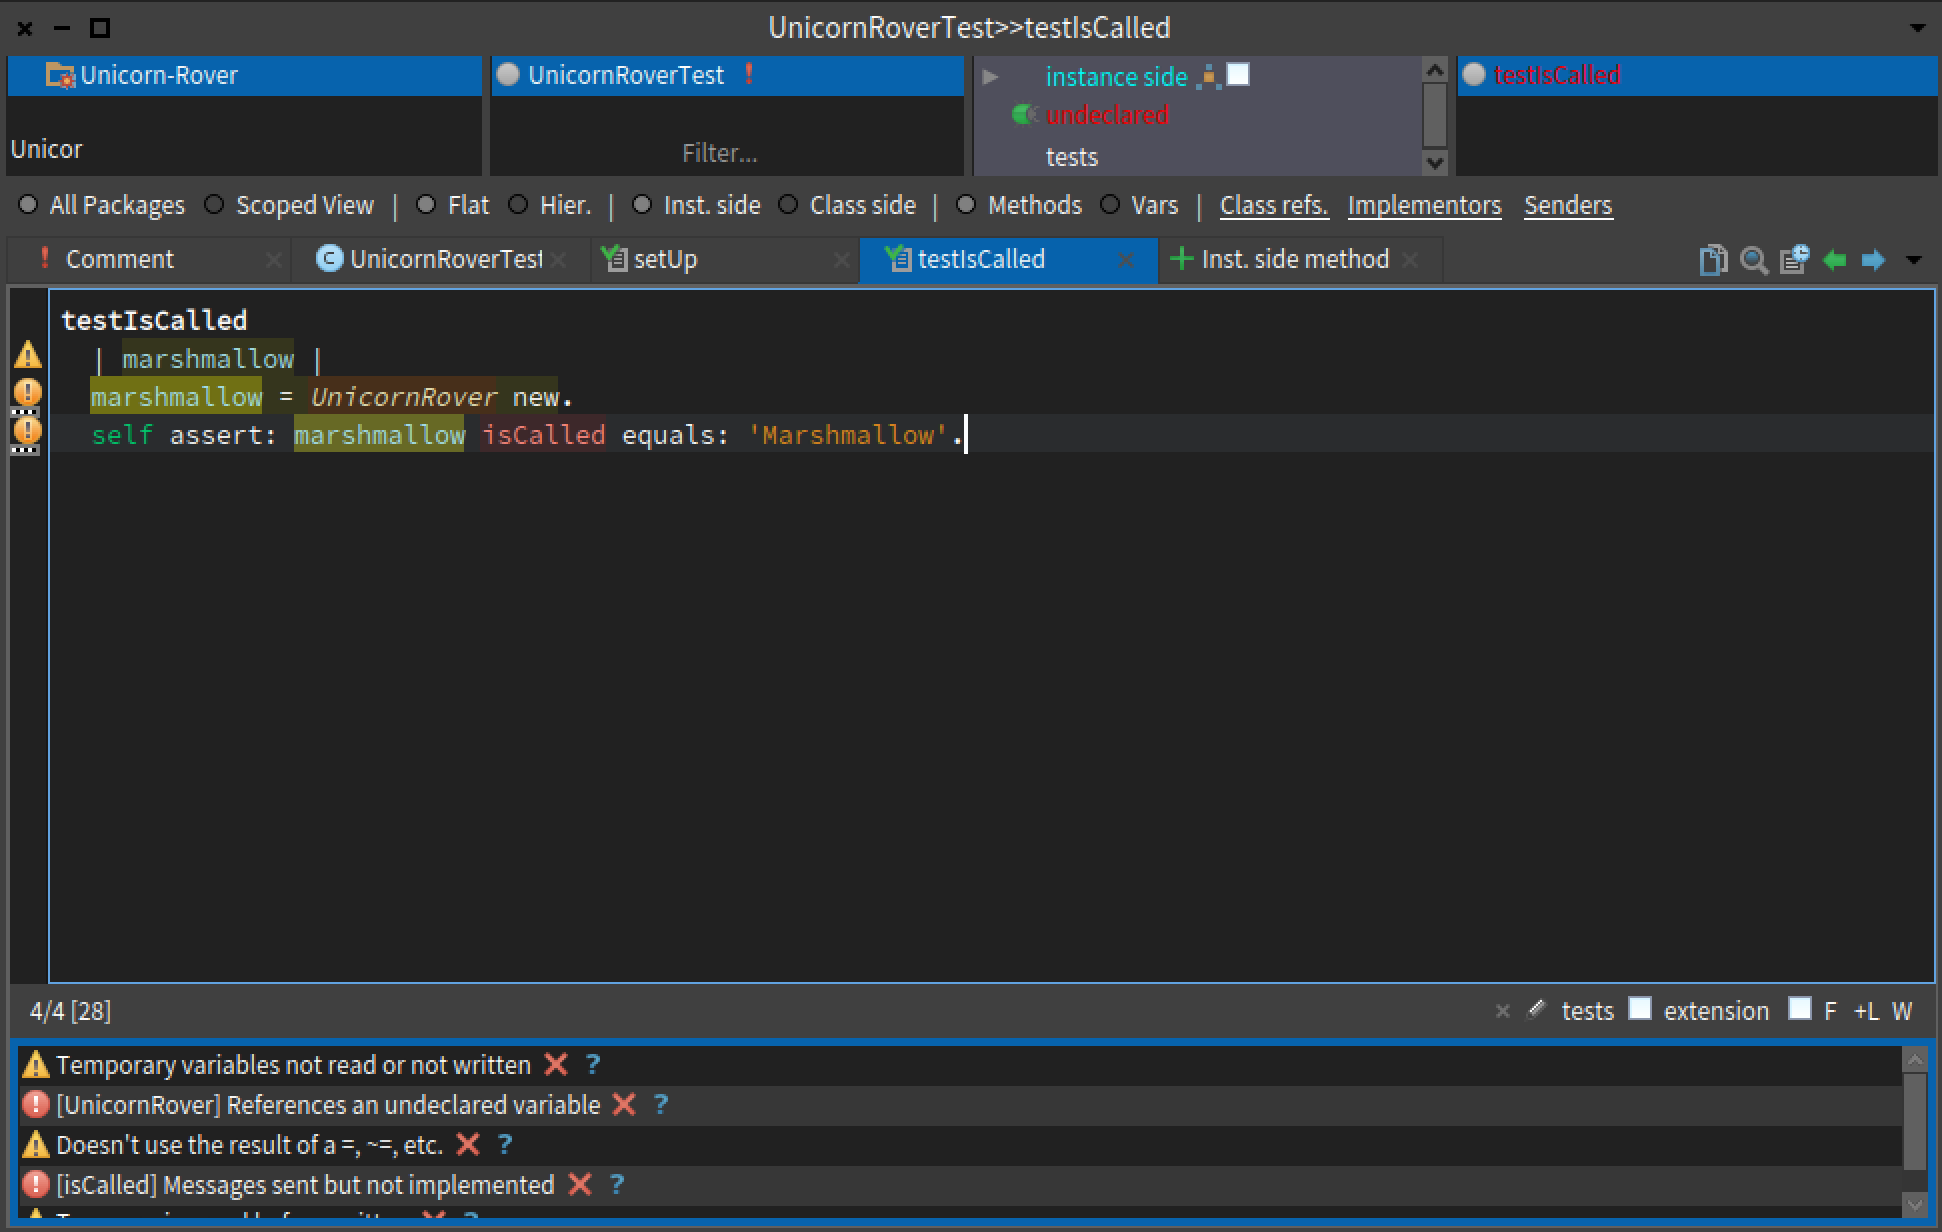 UnicornRoverTest>>testIsCalled
Unicorn-Rover
UnicornRoverTest !
instance side
testIsCalled
undeclared
Unicor
Filter...
tests
All Packages Scoped View | Flat Hier. | Inst. side Class side | Methods Vars | Class refs. Implementors Senders
! Comment
C UnicornRoverTest
setUp
testIsCalled
+ Inst. side method
testIsCalled
| marshmallow |
marshmallow = UnicornRover new.
self assert: marshmallow isCalled equals: 'Marshmallow'.
4/4 [28]
tests extension F +L W
Temporary variables not read or not written ?
[UnicornRover] References an undeclared variable ?
Doesn't use the result of a =, ~=, etc. ?
[isCalled] Messages sent but not implemented ?